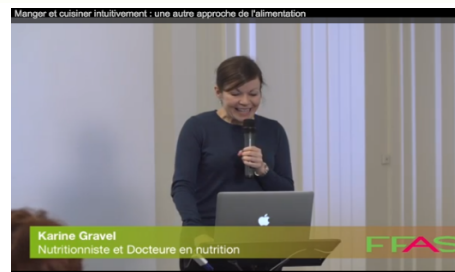 Manger et cuisiner intuitivement : une autre approche de l'alimentation
Karine Gravel
Nutritionniste et Docteure en nutrition
FFAS